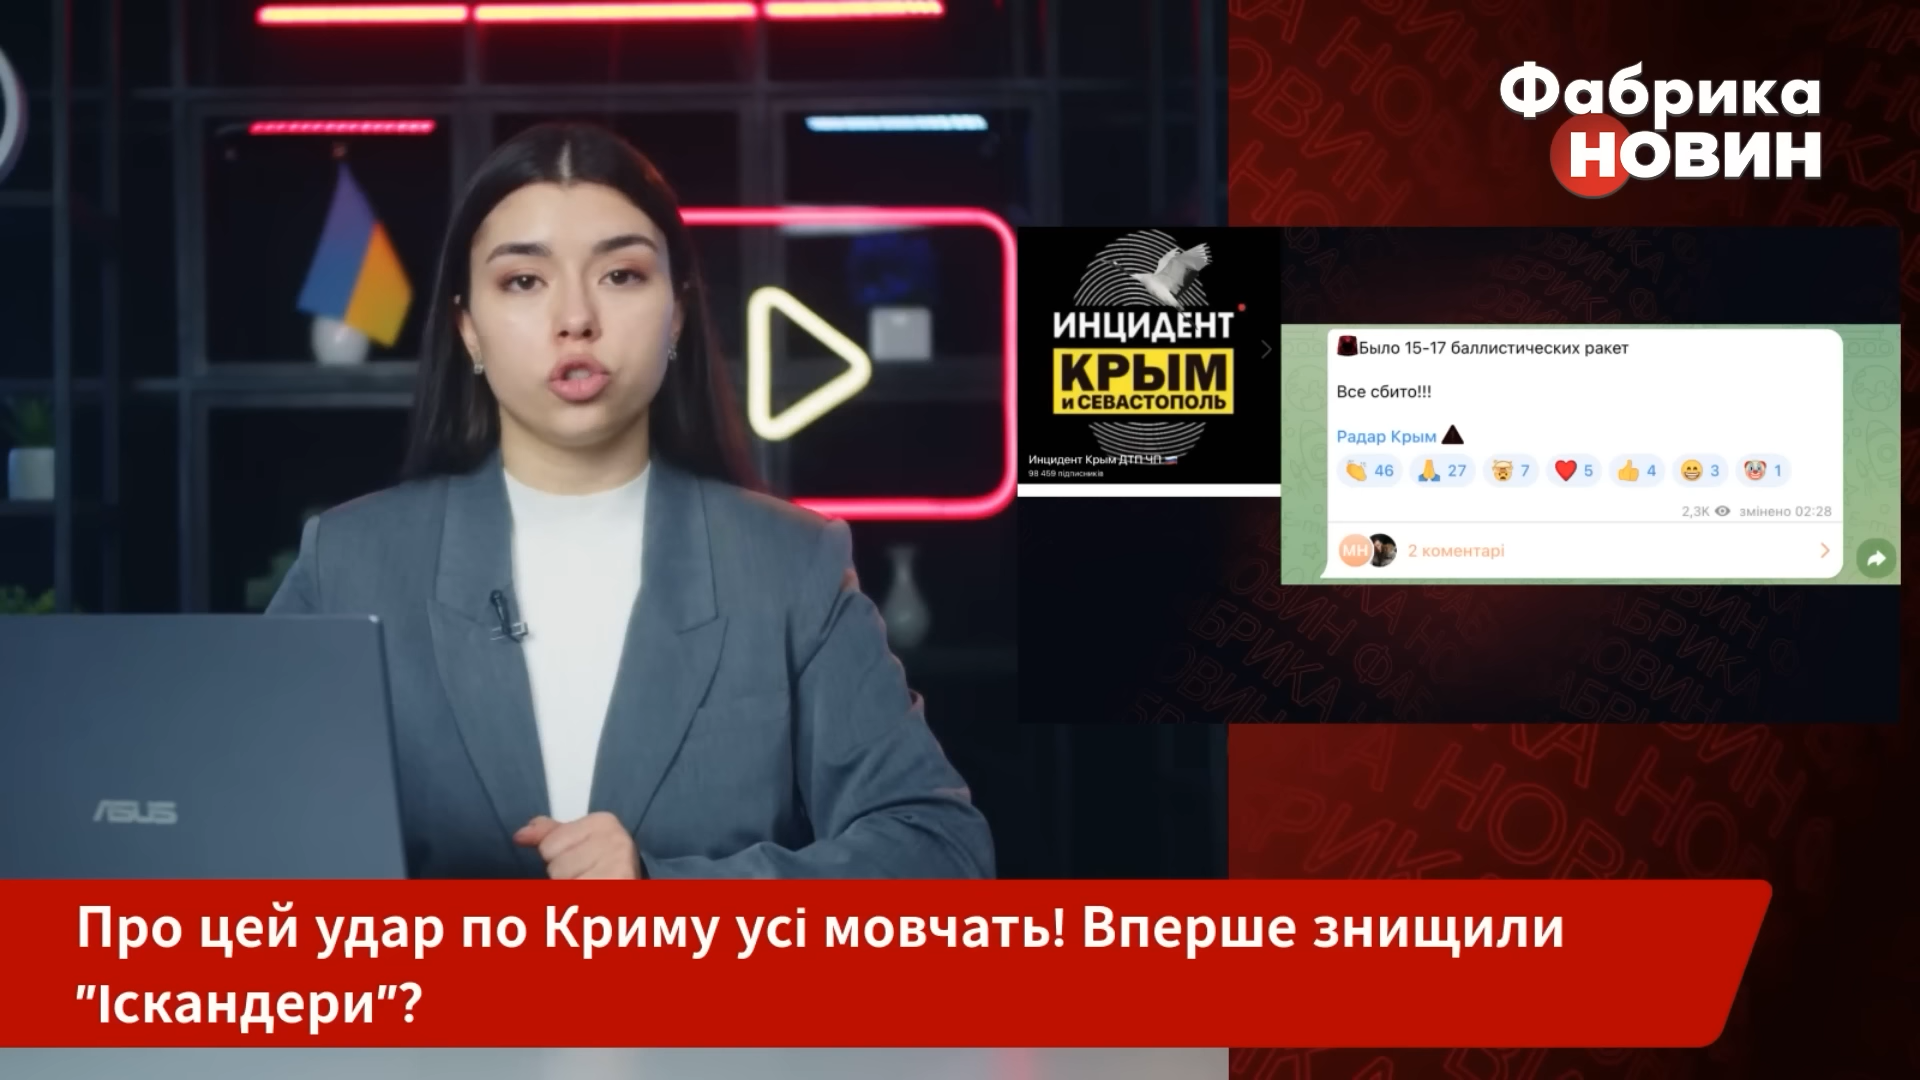 Фабрика
НОВИН
ИНЦИДЕНТ
КРЫМ
и СЕВАСТОПОЛЬ
Инцидент Крым ДТП ЧП
98 459 підписників
Было 15-17 баллистических ракет
Все сбито!!!
Радар Крым
46 27 7 5 4 3 1
2,3K змінено 02:28
МН 2 коментарі
ASUS
Про цей удар по Криму усі мовчать! Вперше знищили
"Іскандери"?